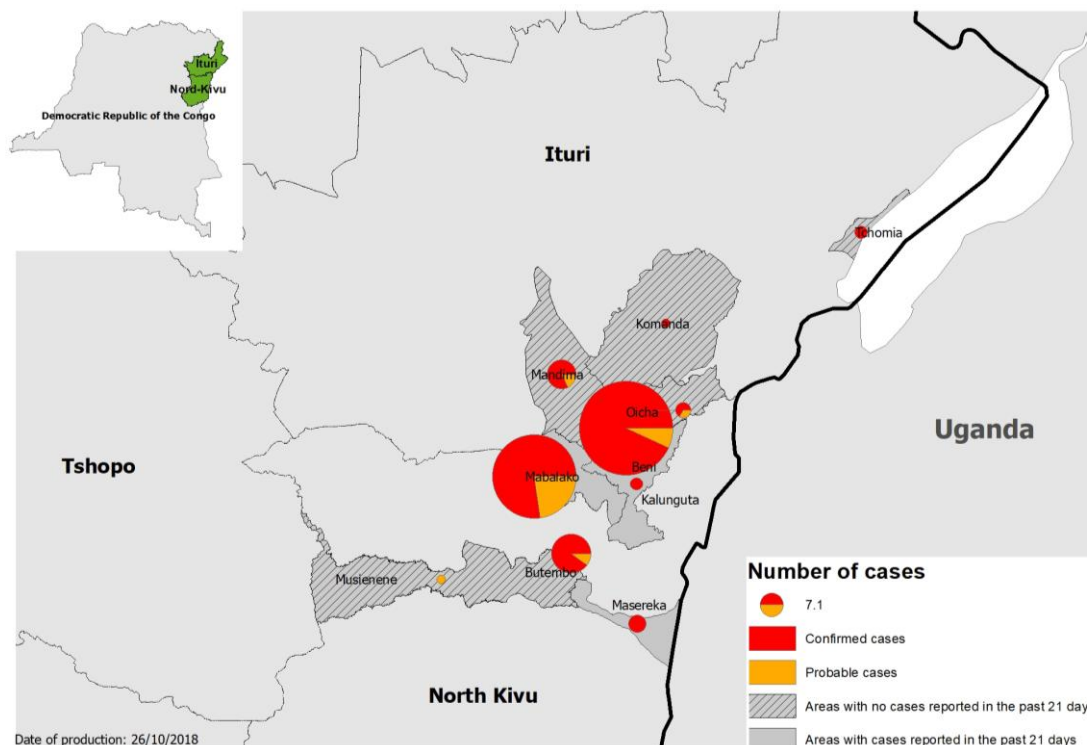 Ituri
Nord-Kivu
Democratic Republic of the Congo
Ituri
Tchomia
Komanda
Mandima
Oicha
Uganda
Tshopo
Beni
Mabalako
Kalunguta
Butembo
Musienene
Masereka
North Kivu
Number of cases
7.1
Confirmed cases
Probable cases
Areas with no cases reported in the past 21 day
Areas with cases reported in the past 21 days
Date of production: 26/10/2018